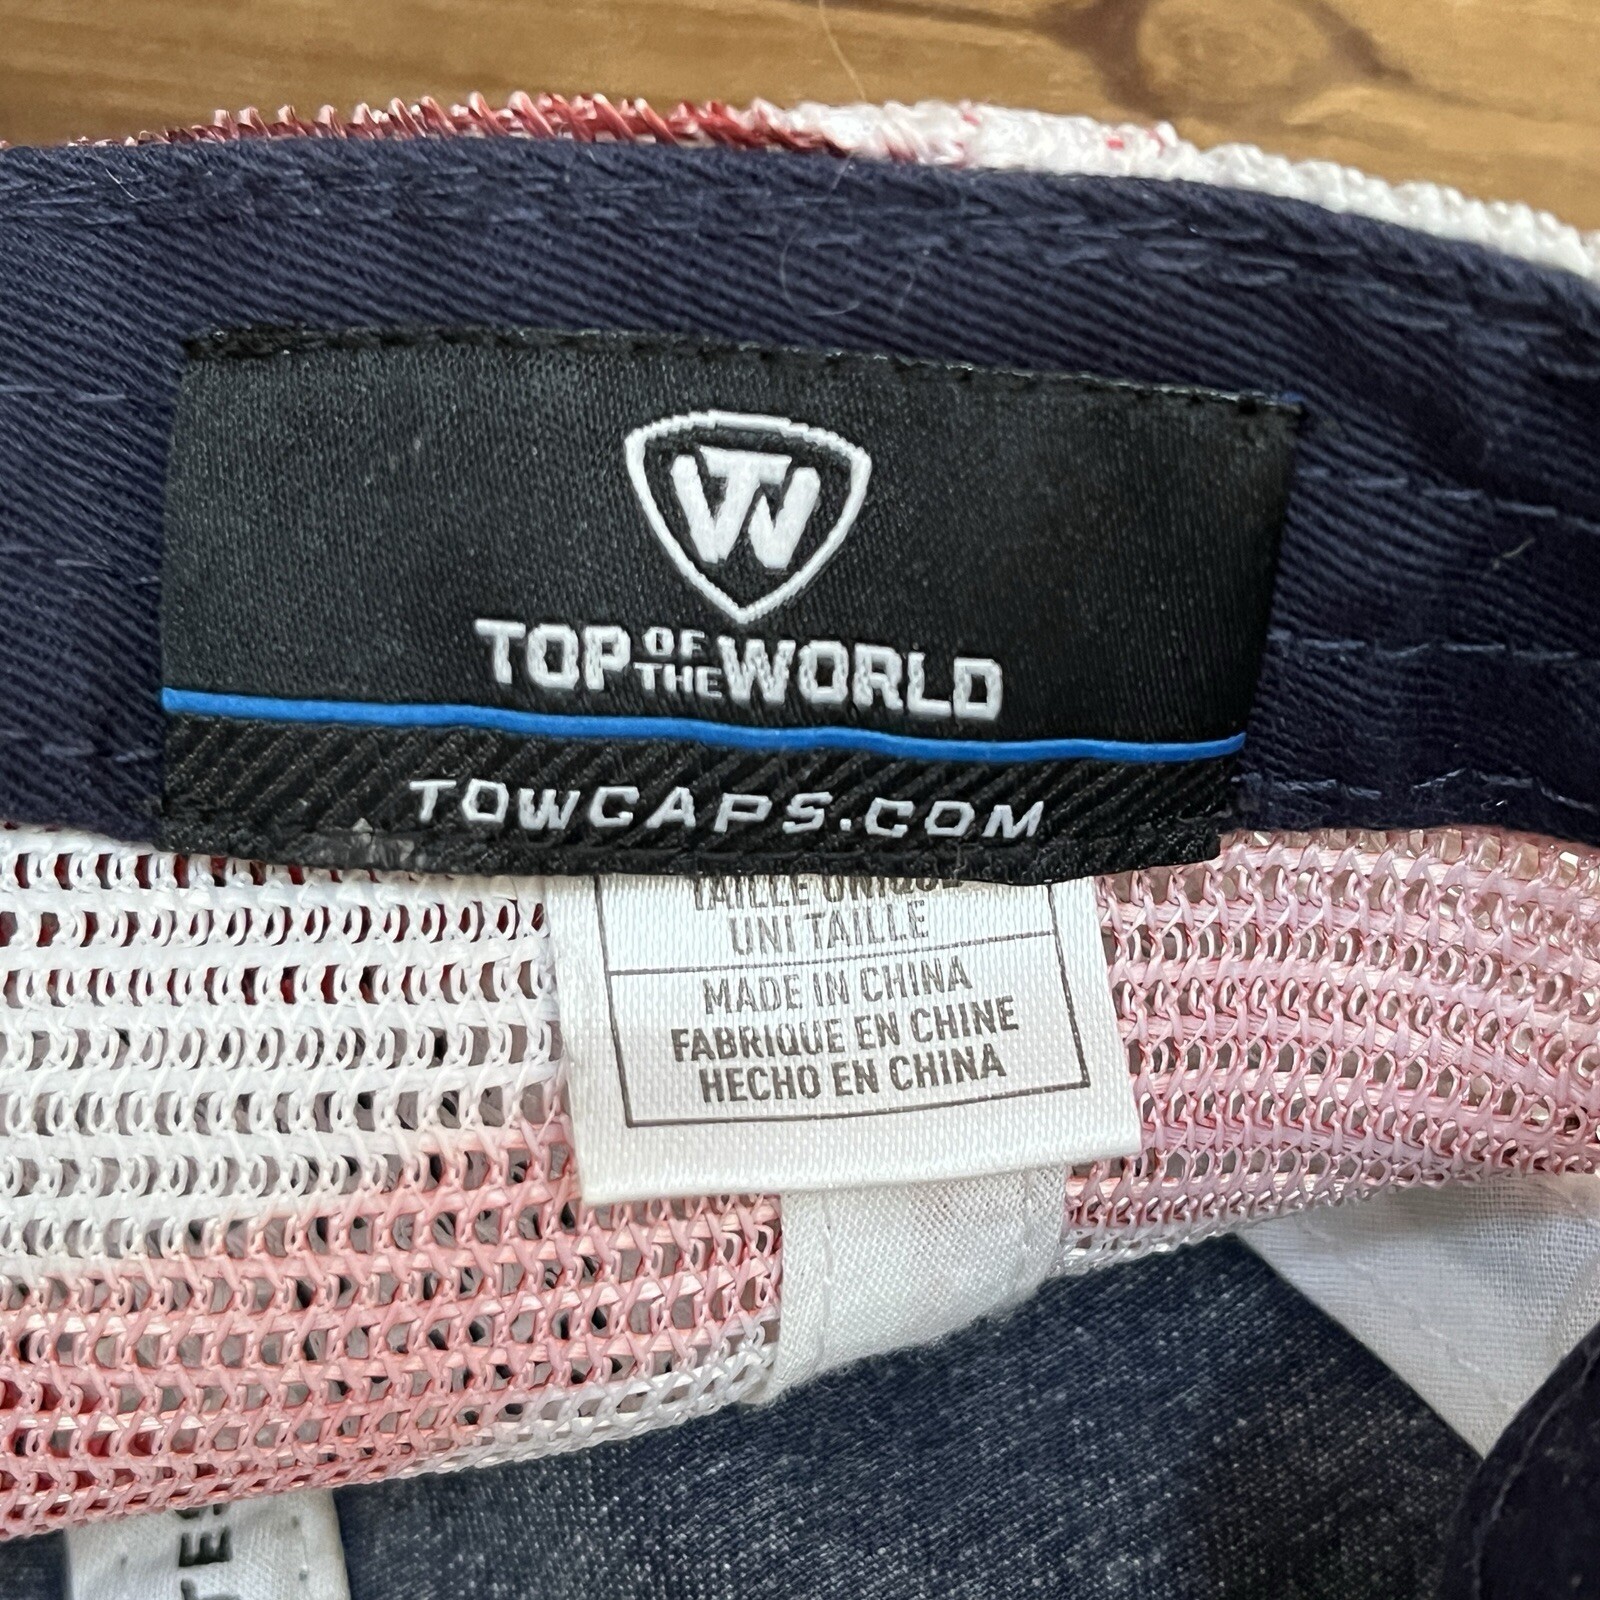 TW
TOP OF THE WORLD
TOWCAPS.COM
TAILLE UNIQUE
UNI TAILLE
MADE IN CHINA
FABRIQUE EN CHINE
HECHO EN CHINA